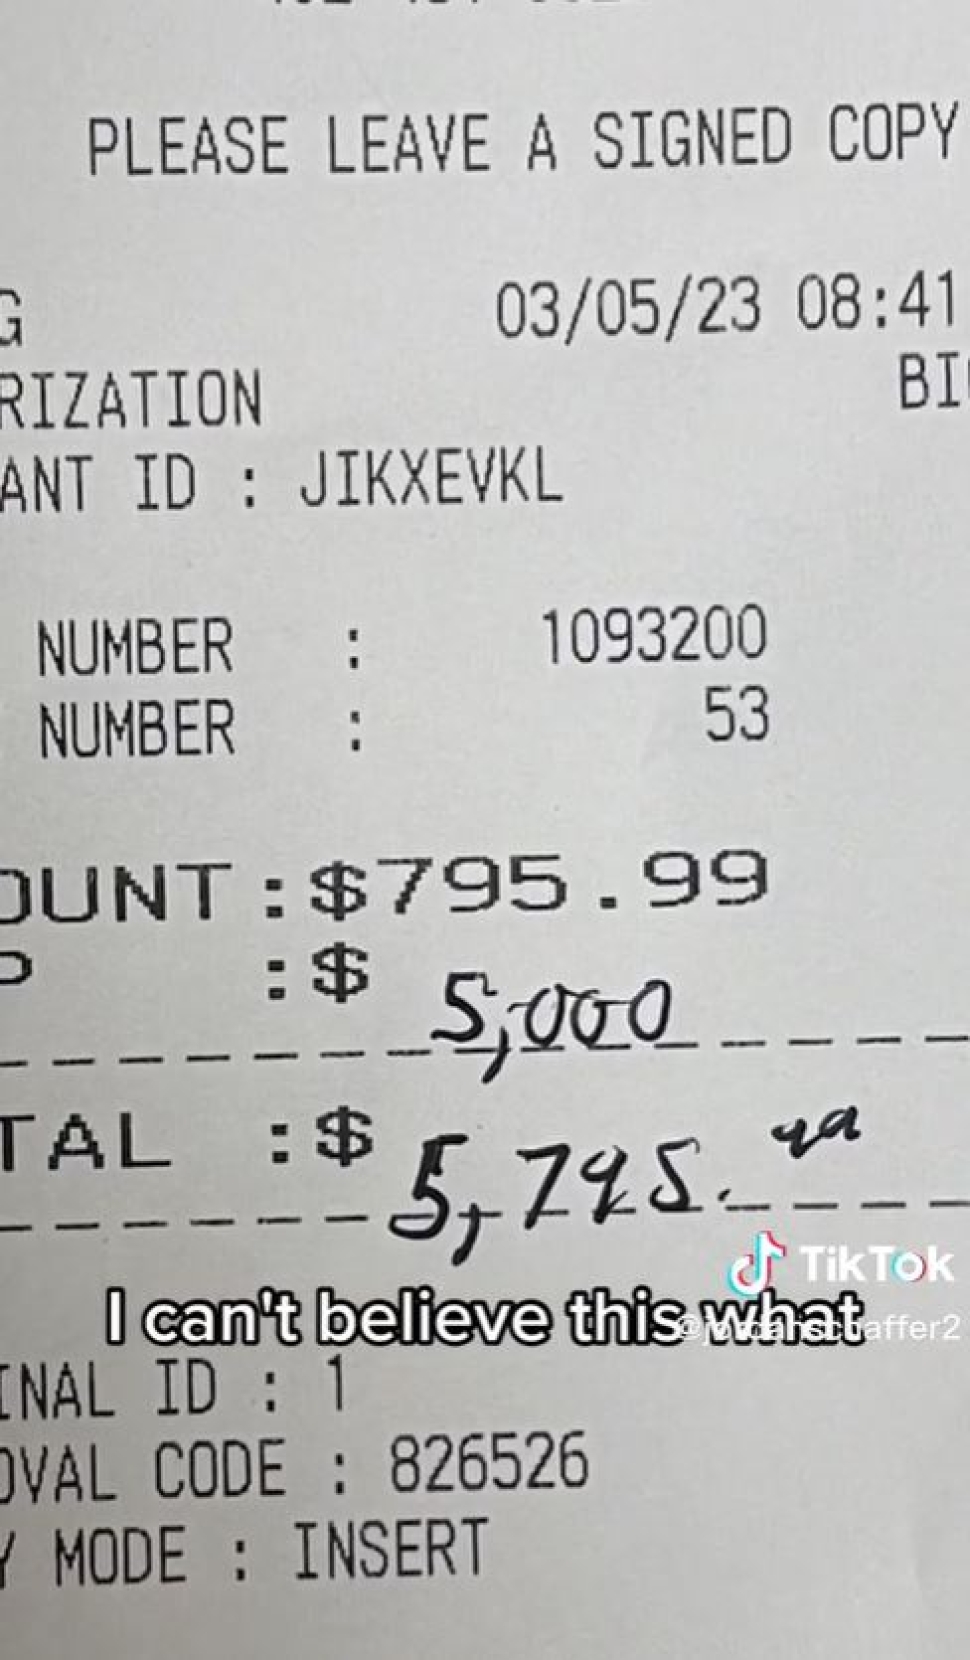 PLEASE LEAVE A SIGNED COPY
G 03/05/23 08:41
RIZATION BI
ANT ID : JIKXEVKL
NUMBER : 1093200
NUMBER : 53
OUNT:$795.99
P :$ 5,000
TAL :$ 5,795.99
TikTok
I can't believe this what
INAL ID : 1
OVAL CODE : 826526
Y MODE : INSERT